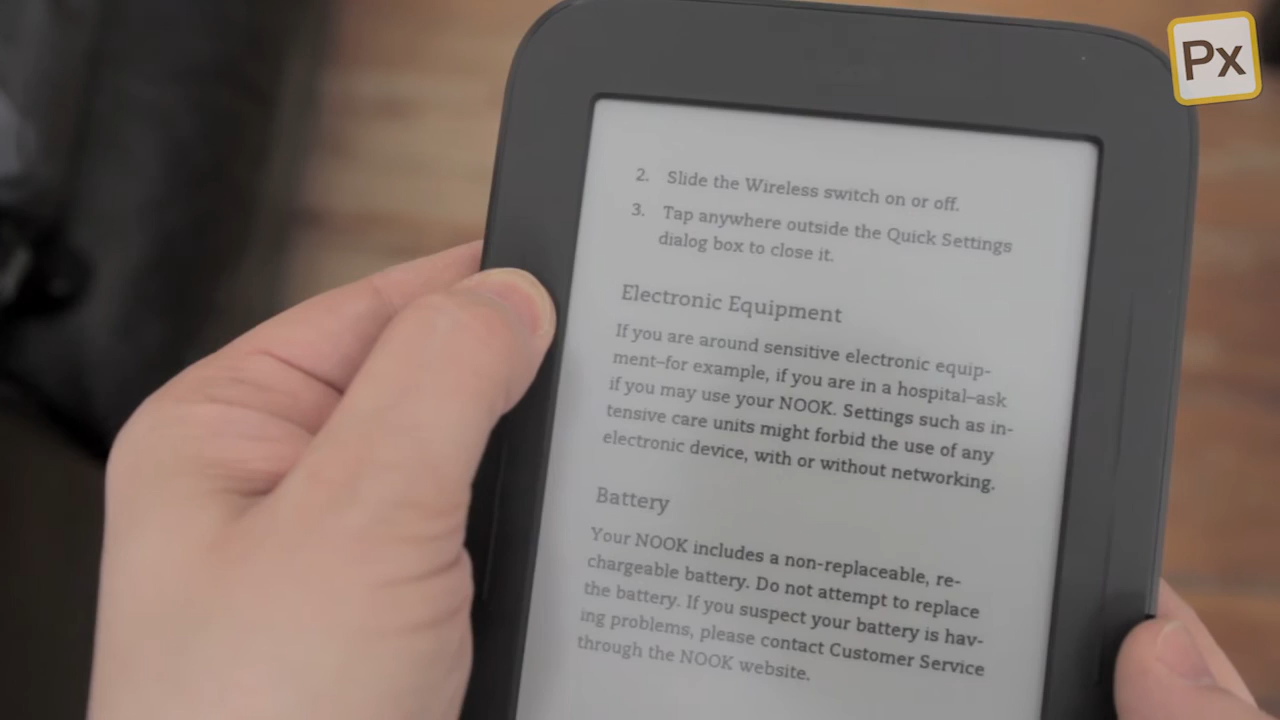 Px
2. Slide the Wireless switch on or off.
3. Tap anywhere outside the Quick Settings
dialog box to close it.
Electronic Equipment
If you are around sensitive electronic equip-
ment–for example, if you are in a hospital–ask
if you may use your NOOK. Settings such as in-
tensive care units might forbid the use of any
electronic device, with or without networking.
Battery
Your NOOK includes a non-replaceable, re-
chargeable battery. Do not attempt to replace
the battery. If you suspect your battery is hav-
ing problems, please contact Customer Service
through the NOOK website.